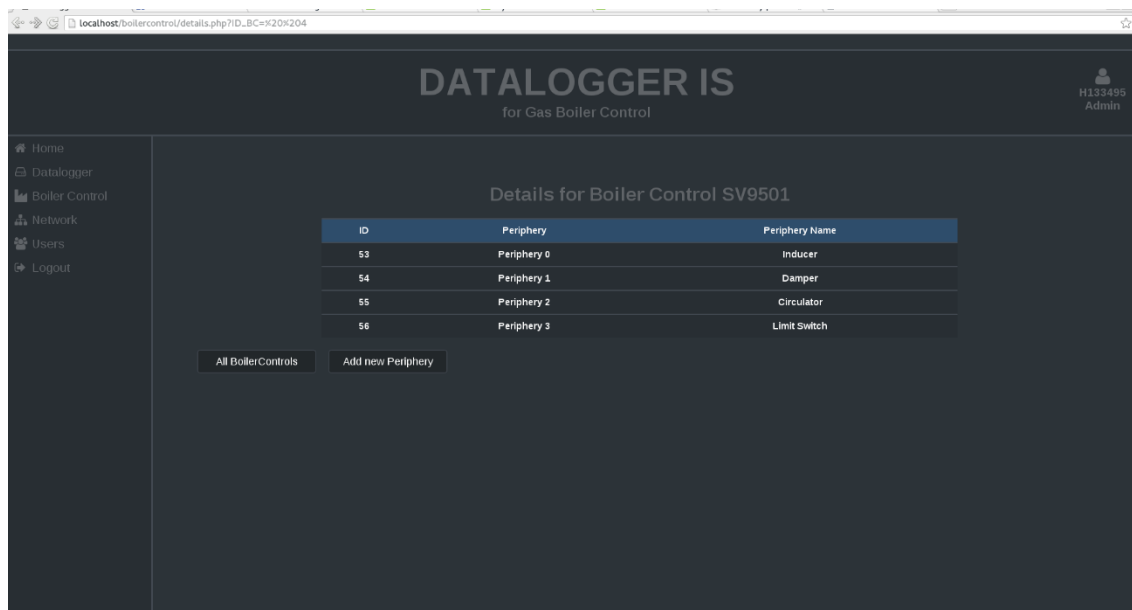 localhost/boilercontrol/details.php?ID_BC=%20%204
DATALOGGER IS
for Gas Boiler Control
H133495
Admin
Home
Datalogger
Boiler Control
Network
Users
Logout
Details for Boiler Control SV9501
ID Periphery Periphery Name
53 Periphery 0 Inducer
54 Periphery 1 Damper
55 Periphery 2 Circulator
56 Periphery 3 Limit Switch
All BoilerControls Add new Periphery